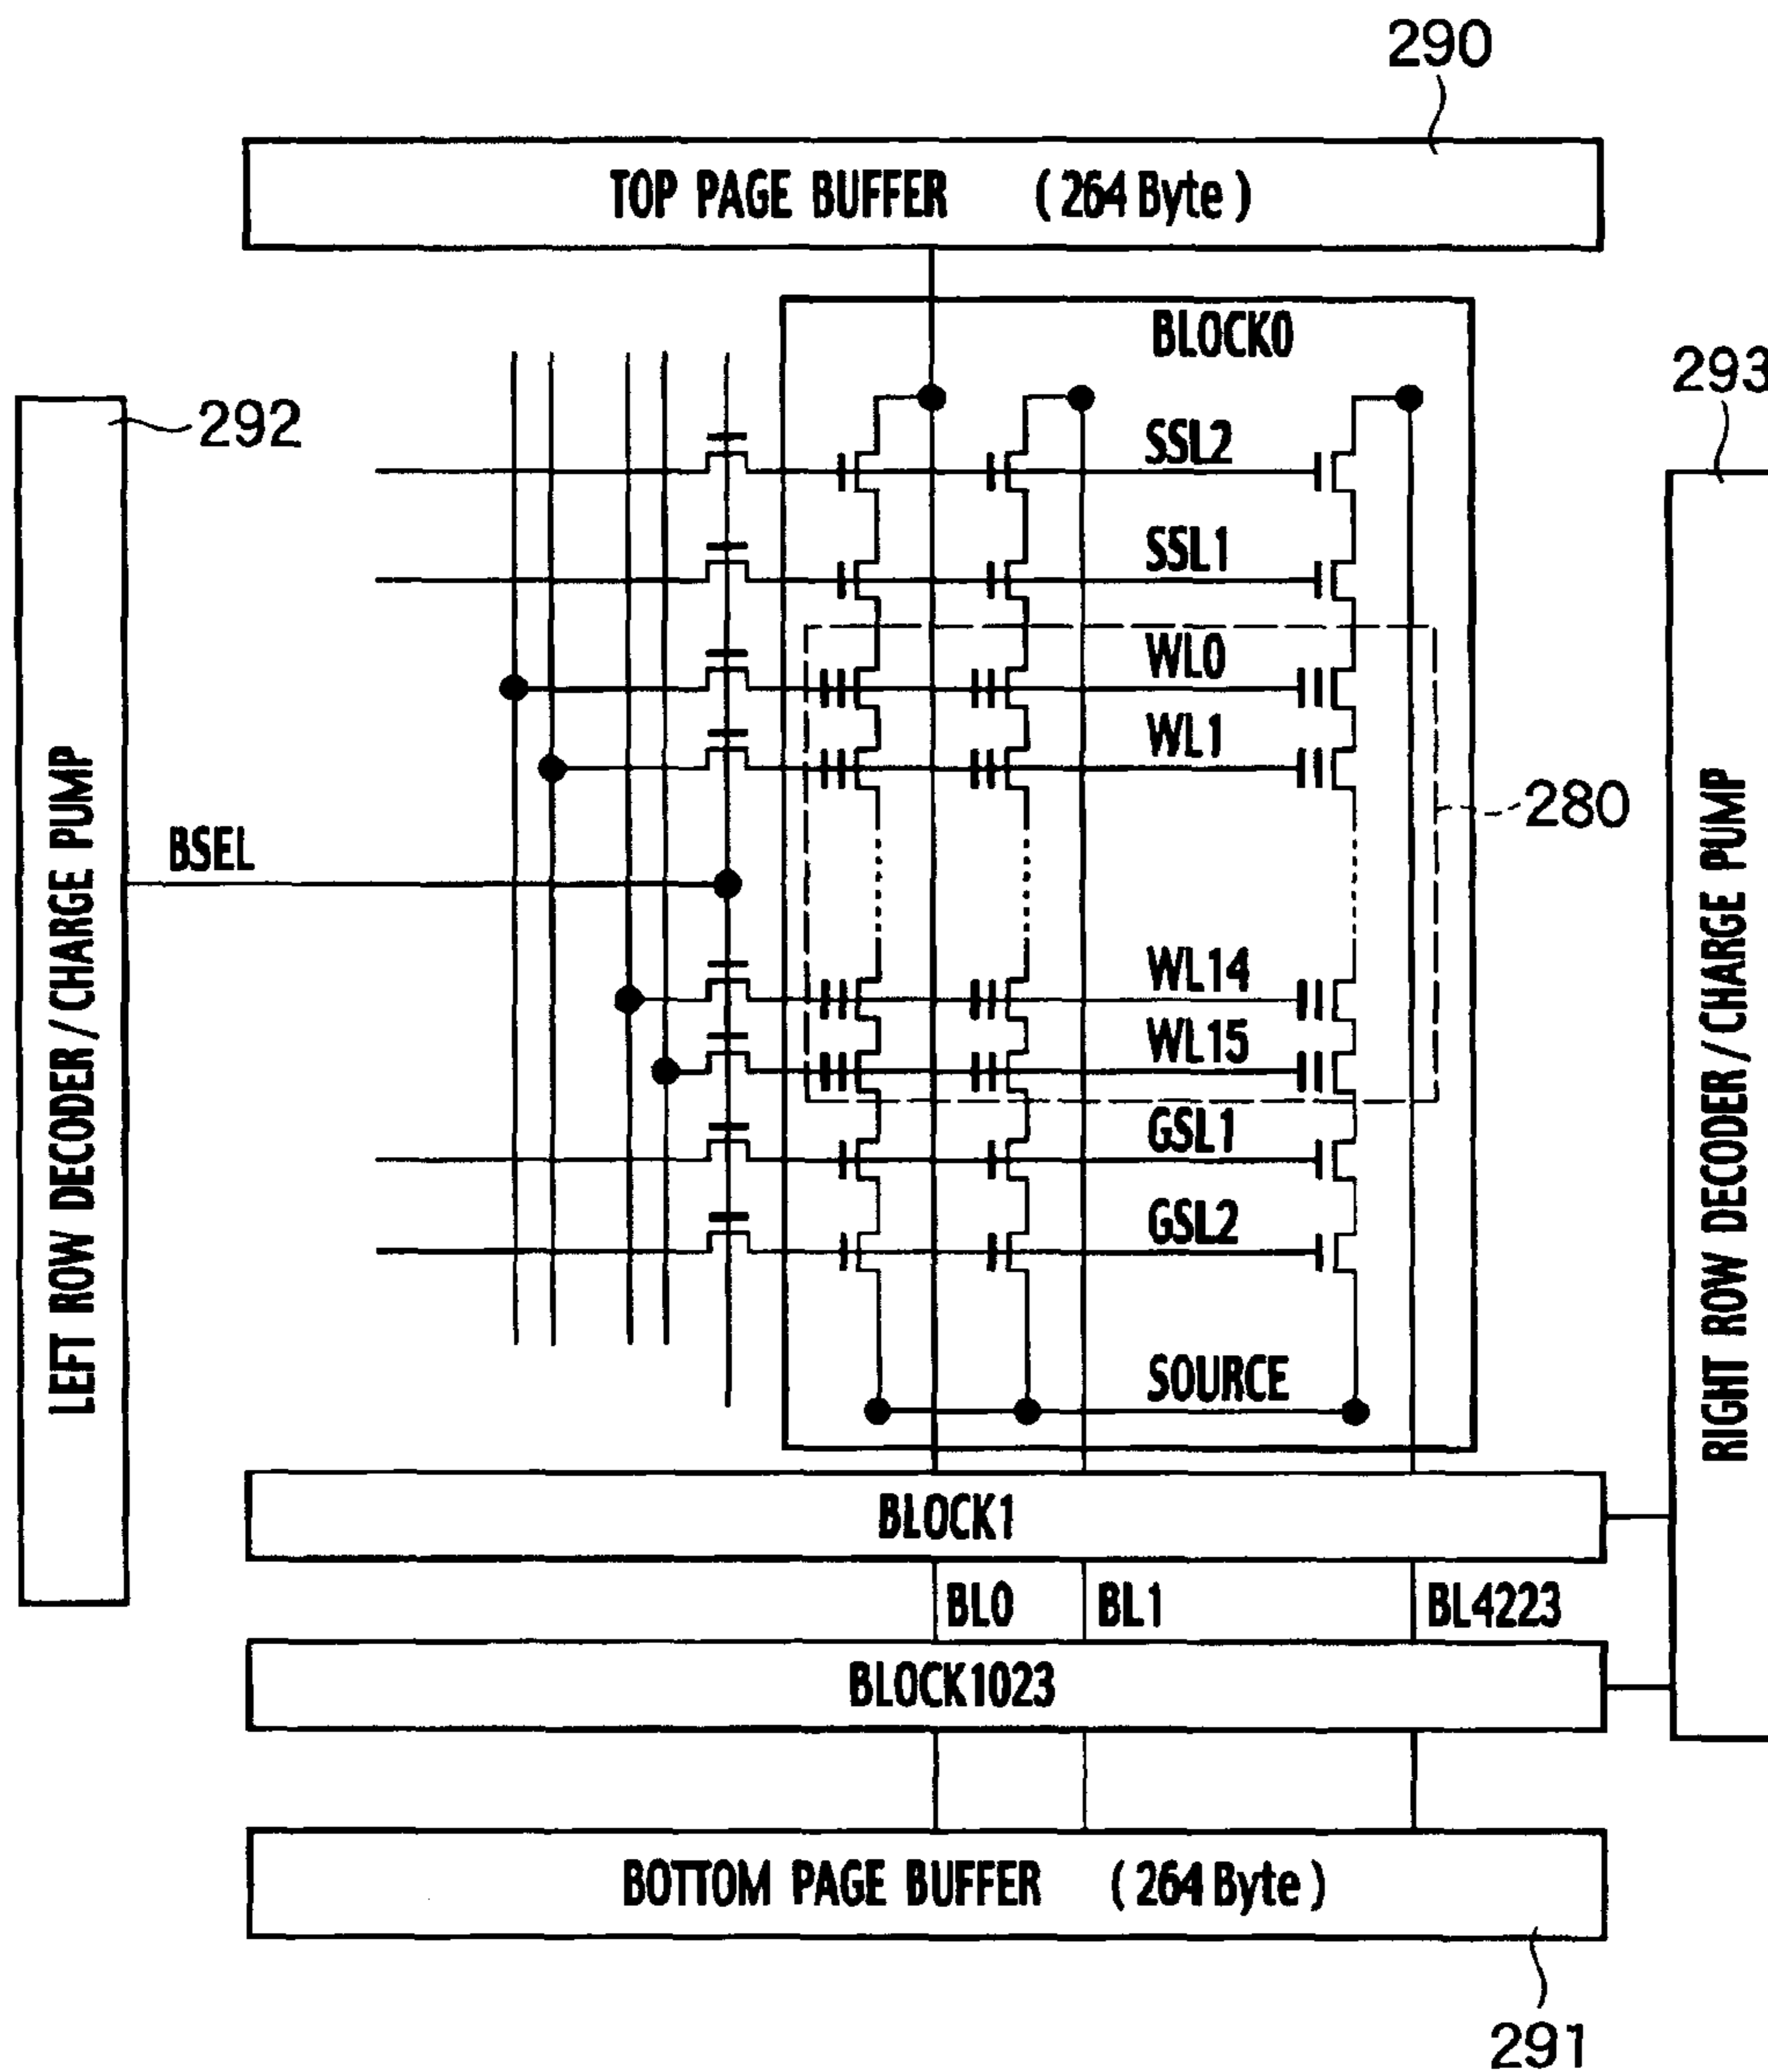 290
TOP PAGE BUFFER (264 Byte)
BLOCK0
293
292
SSL2
SSL1
WL0
WL1
280
BSEL
LEFT ROW DECODER/CHARGE PUMP
RIGHT ROW DECODER/CHARGE PUMP
WL14
WL15
GSL1
GSL2
SOURCE
BLOCK1
BL0 BL1 BL4223
BLOCK1023
BOTTOM PAGE BUFFER (264 Byte)
291